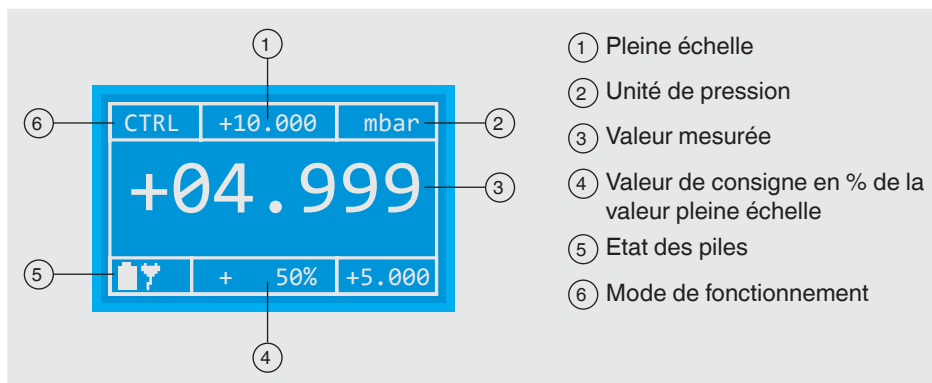 1
6
CTRL
+10.000
mbar
2
+04.999
3
5
+ 50%
+5.000
4
1 Pleine échelle
2 Unité de pression
3 Valeur mesurée
4 Valeur de consigne en % de la
valeur pleine échelle
5 Etat des piles
6 Mode de fonctionnement